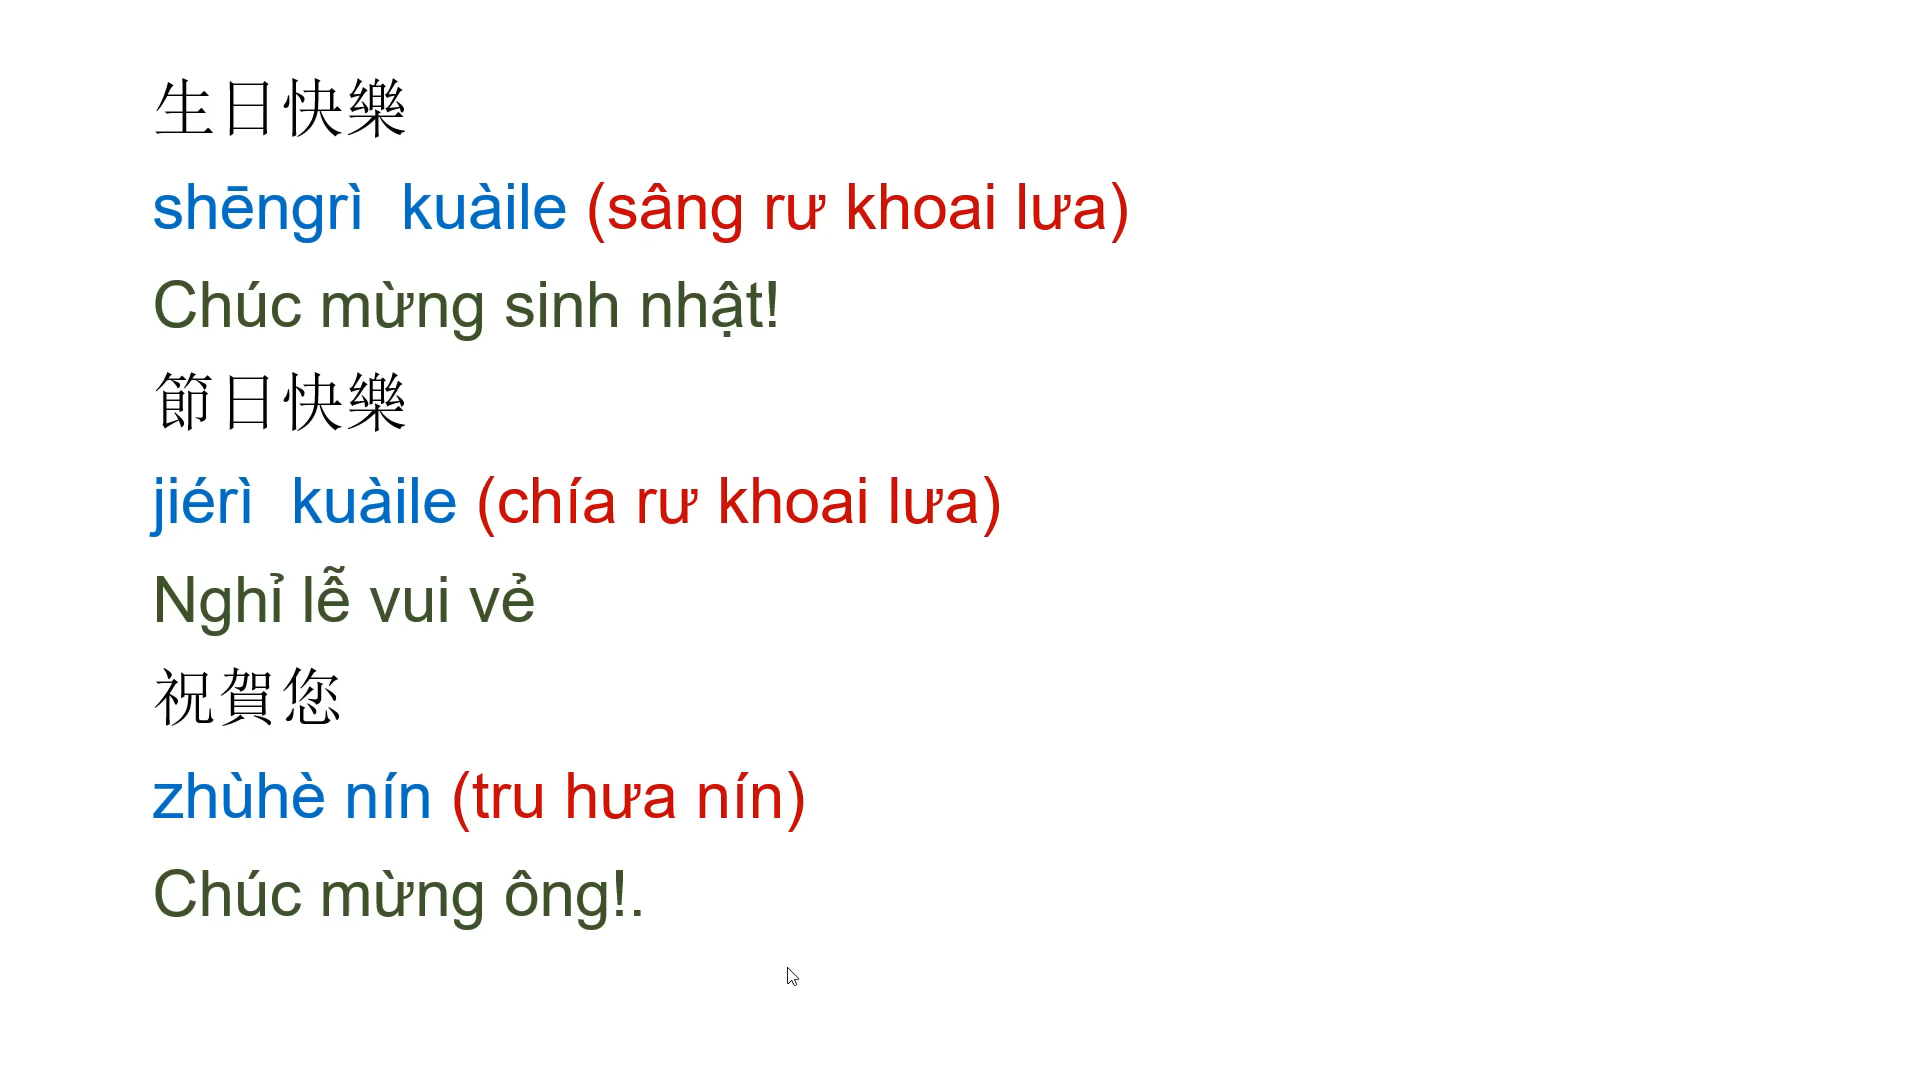 生日快樂
shēngrì  kuàile (sâng rư khoai lưa)
Chúc mừng sinh nhật!
節日快樂
jiérì  kuàile (chía rư khoai lưa)
Nghỉ lễ vui vẻ
祝賀您
zhùhè nín (tru hưa nín)
Chúc mừng ông!.